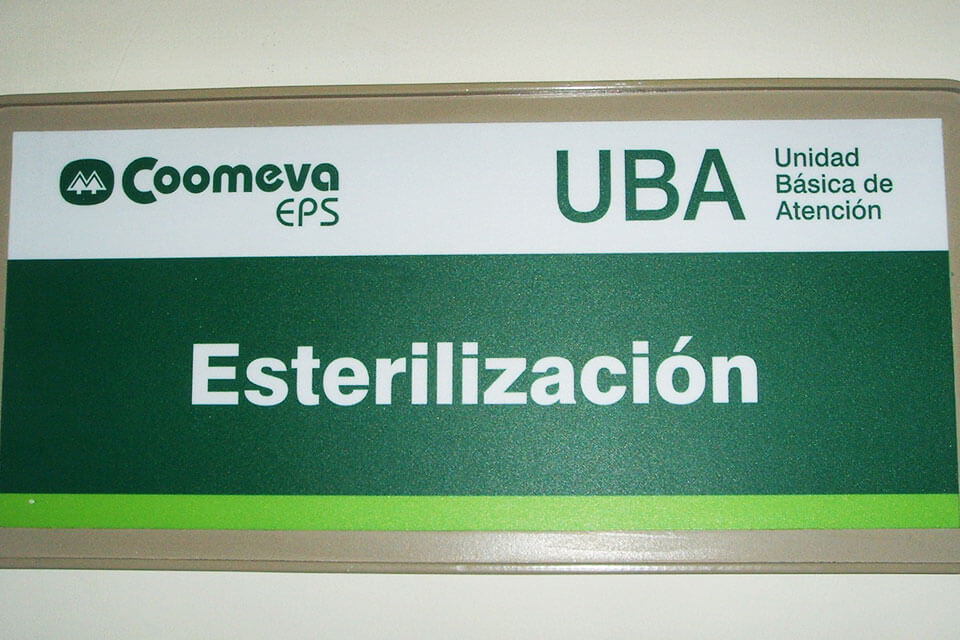 Coomeva
EPS
UBA
Unidad
Básica de
Atención
Esterilización